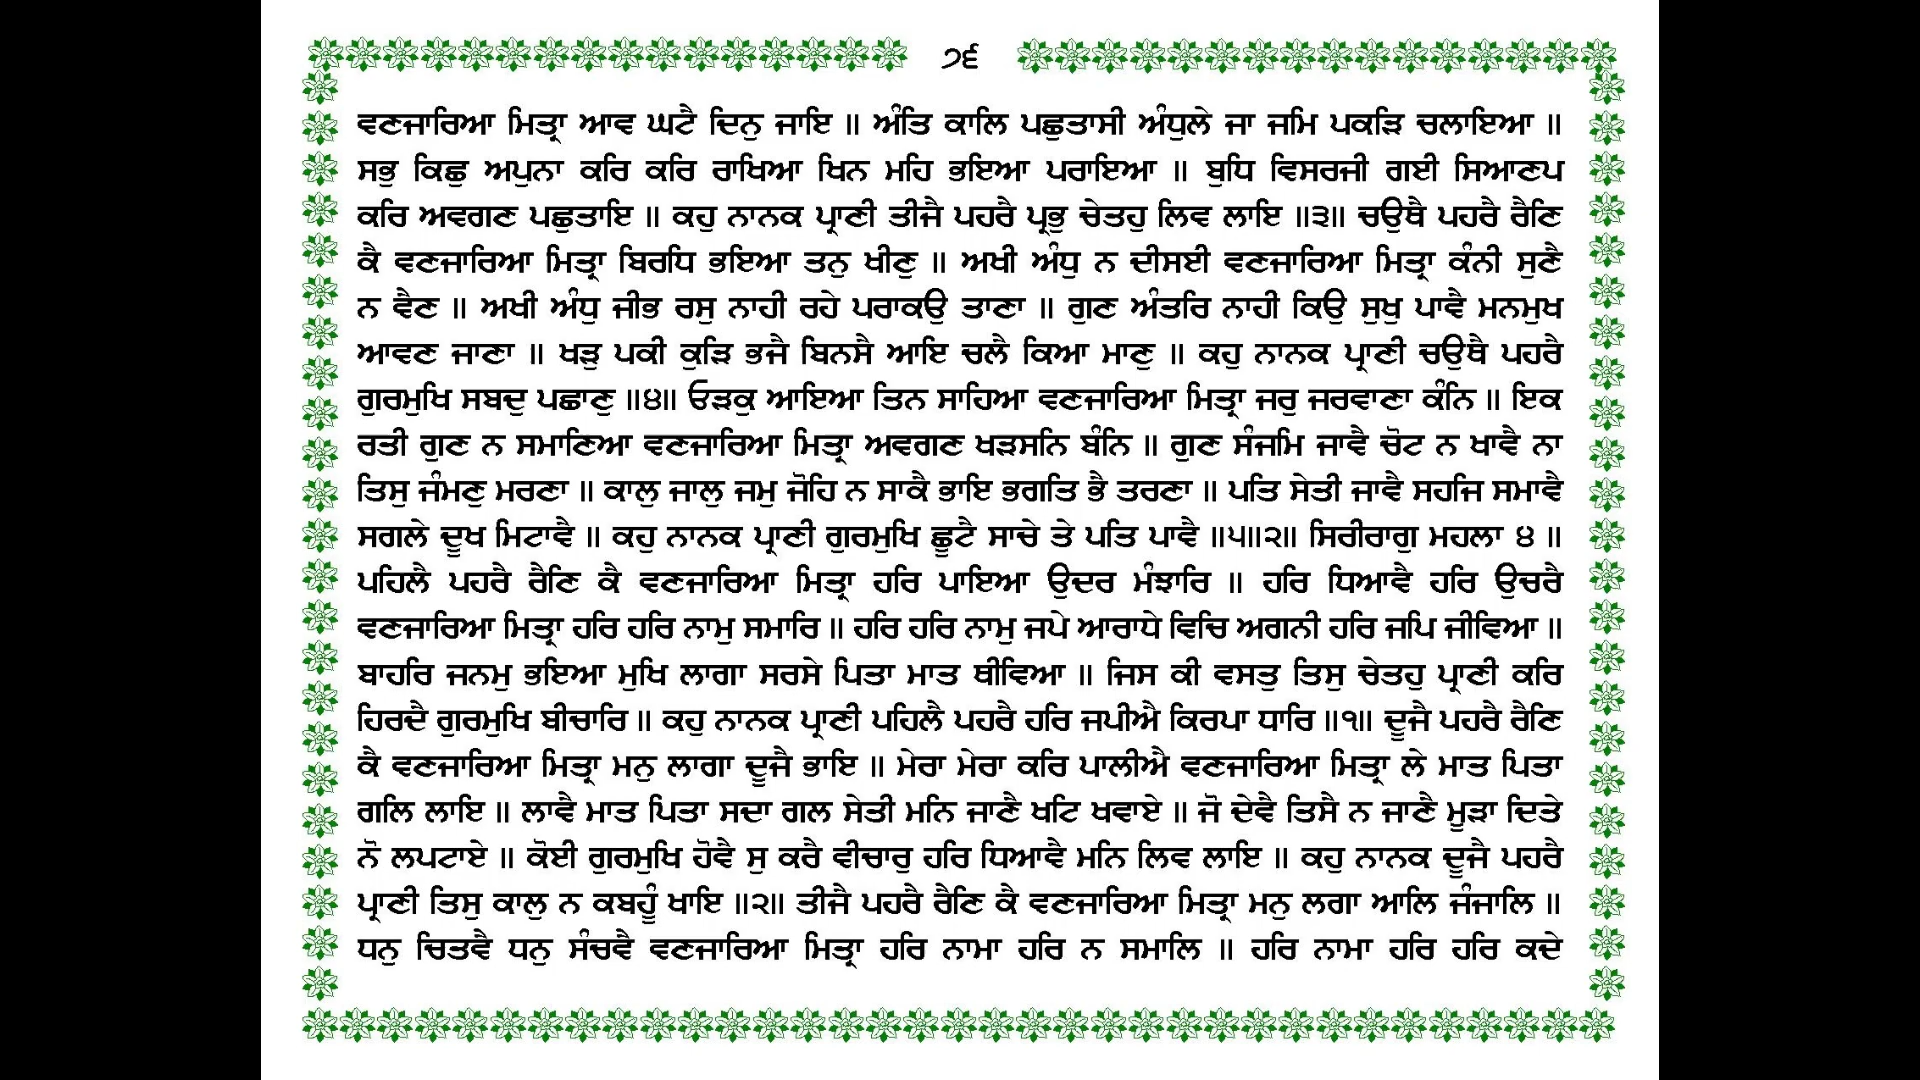 ੭੬
ਵਣਜਾਰਿਆ ਮਿਤ੍ਰਾ ਆਵ ਘਟੈ ਦਿਨੁ ਜਾਇ ॥ ਅੰਤਿ ਕਾਲਿ ਪਛੁਤਾਸੀ ਅੰਧੁਲੇ ਜਾ ਜਮਿ ਪਕੜਿ ਚਲਾਇਆ ॥
ਸਭੁ ਕਿਛੁ ਅਪੁਨਾ ਕਰਿ ਕਰਿ ਰਾਖਿਆ ਖਿਨ ਮਹਿ ਭਇਆ ਪਰਾਇਆ ॥ ਬੁਧਿ ਵਿਸਰਜੀ ਗਈ ਸਿਆਣਪ
ਕਰਿ ਅਵਗਣ ਪਛੁਤਾਇ ॥ ਕਹੁ ਨਾਨਕ ਪ੍ਰਾਣੀ ਤੀਜੈ ਪਹਰੈ ਪ੍ਰਭੁ ਚੇਤਹੁ ਲਿਵ ਲਾਇ ॥੩॥ ਚਉਥੈ ਪਹਰੈ ਰੈਣਿ
ਕੈ ਵਣਜਾਰਿਆ ਮਿਤ੍ਰਾ ਬਿਰਧਿ ਭਇਆ ਤਨੁ ਖੀਣੁ ॥ ਅਖੀ ਅੰਧੁ ਨ ਦੀਸਈ ਵਣਜਾਰਿਆ ਮਿਤ੍ਰਾ ਕੰਨੀ ਸੁਣੈ
ਨ ਵੈਣ ॥ ਅਖੀ ਅੰਧੁ ਜੀਭ ਰਸੁ ਨਾਹੀ ਰਹੇ ਪਰਾਕਉ ਤਾਣਾ ॥ ਗੁਣ ਅੰਤਰਿ ਨਾਹੀ ਕਿਉ ਸੁਖੁ ਪਾਵੈ ਮਨਮੁਖ
ਆਵਣ ਜਾਣਾ ॥ ਖੜੁ ਪਕੀ ਕੁੜਿ ਭਜੈ ਬਿਨਸੈ ਆਇ ਚਲੈ ਕਿਆ ਮਾਣੁ ॥ ਕਹੁ ਨਾਨਕ ਪ੍ਰਾਣੀ ਚਉਥੈ ਪਹਰੈ
ਗੁਰਮੁਖਿ ਸਬਦੁ ਪਛਾਣੁ ॥੪॥ ਓੜਕੁ ਆਇਆ ਤਿਨ ਸਾਹਿਆ ਵਣਜਾਰਿਆ ਮਿਤ੍ਰਾ ਜਰੁ ਜਰਵਾਣਾ ਕੰਨਿ ॥ ਇਕ
ਰਤੀ ਗੁਣ ਨ ਸਮਾਣਿਆ ਵਣਜਾਰਿਆ ਮਿਤ੍ਰਾ ਅਵਗਣ ਖੜਸਨਿ ਬੰਨਿ ॥ ਗੁਣ ਸੰਜਮਿ ਜਾਵੈ ਚੋਟ ਨ ਖਾਵੈ ਨਾ
ਤਿਸੁ ਜੰਮਣੁ ਮਰਣਾ ॥ ਕਾਲੁ ਜਾਲੁ ਜਮੁ ਜੋਹਿ ਨ ਸਾਕੈ ਭਾਇ ਭਗਤਿ ਭੈ ਤਰਣਾ ॥ ਪਤਿ ਸੇਤੀ ਜਾਵੈ ਸਹਜਿ ਸਮਾਵੈ
ਸਗਲੇ ਦੂਖ ਮਿਟਾਵੈ ॥ ਕਹੁ ਨਾਨਕ ਪ੍ਰਾਣੀ ਗੁਰਮੁਖਿ ਛੂਟੈ ਸਾਚੇ ਤੇ ਪਤਿ ਪਾਵੈ ॥੫॥੨॥ ਸਿਰੀਰਾਗੁ ਮਹਲਾ ੪ ॥
ਪਹਿਲੈ ਪਹਰੈ ਰੈਣਿ ਕੈ ਵਣਜਾਰਿਆ ਮਿਤ੍ਰਾ ਹਰਿ ਪਾਇਆ ਉਦਰ ਮੰਝਾਰਿ ॥ ਹਰਿ ਧਿਆਵੈ ਹਰਿ ਉਚਰੈ
ਵਣਜਾਰਿਆ ਮਿਤ੍ਰਾ ਹਰਿ ਹਰਿ ਨਾਮੁ ਸਮਾਰਿ ॥ ਹਰਿ ਹਰਿ ਨਾਮੁ ਜਪੇ ਆਰਾਧੇ ਵਿਚਿ ਅਗਨੀ ਹਰਿ ਜਪਿ ਜੀਵਿਆ ॥
ਬਾਹਰਿ ਜਨਮੁ ਭਇਆ ਮੁਖਿ ਲਾਗਾ ਸਰਸੇ ਪਿਤਾ ਮਾਤ ਥੀਵਿਆ ॥ ਜਿਸ ਕੀ ਵਸਤੁ ਤਿਸੁ ਚੇਤਹੁ ਪ੍ਰਾਣੀ ਕਰਿ
ਹਿਰਦੈ ਗੁਰਮੁਖਿ ਬੀਚਾਰਿ ॥ ਕਹੁ ਨਾਨਕ ਪ੍ਰਾਣੀ ਪਹਿਲੈ ਪਹਰੈ ਹਰਿ ਜਪੀਐ ਕਿਰਪਾ ਧਾਰਿ ॥੧॥ ਦੂਜੈ ਪਹਰੈ ਰੈਣਿ
ਕੈ ਵਣਜਾਰਿਆ ਮਿਤ੍ਰਾ ਮਨੁ ਲਾਗਾ ਦੂਜੈ ਭਾਇ ॥ ਮੇਰਾ ਮੇਰਾ ਕਰਿ ਪਾਲੀਐ ਵਣਜਾਰਿਆ ਮਿਤ੍ਰਾ ਲੇ ਮਾਤ ਪਿਤਾ
ਗਲਿ ਲਾਇ ॥ ਲਾਵੈ ਮਾਤ ਪਿਤਾ ਸਦਾ ਗਲ ਸੇਤੀ ਮਨਿ ਜਾਣੈ ਖਟਿ ਖਵਾਏ ॥ ਜੋ ਦੇਵੈ ਤਿਸੈ ਨ ਜਾਣੈ ਮੂੜਾ ਦਿਤੇ
ਨੋ ਲਪਟਾਏ ॥ ਕੋਈ ਗੁਰਮੁਖਿ ਹੋਵੈ ਸੁ ਕਰੈ ਵੀਚਾਰੁ ਹਰਿ ਧਿਆਵੈ ਮਨਿ ਲਿਵ ਲਾਇ ॥ ਕਹੁ ਨਾਨਕ ਦੂਜੈ ਪਹਰੈ
ਪ੍ਰਾਣੀ ਤਿਸੁ ਕਾਲੁ ਨ ਕਬਹੂੰ ਖਾਇ ॥੨॥ ਤੀਜੈ ਪਹਰੈ ਰੈਣਿ ਕੈ ਵਣਜਾਰਿਆ ਮਿਤ੍ਰਾ ਮਨੁ ਲਗਾ ਆਲਿ ਜੰਜਾਲਿ ॥
ਧਨੁ ਚਿਤਵੈ ਧਨੁ ਸੰਚਵੈ ਵਣਜਾਰਿਆ ਮਿਤ੍ਰਾ ਹਰਿ ਨਾਮਾ ਹਰਿ ਨ ਸਮਾਲਿ ॥ ਹਰਿ ਨਾਮਾ ਹਰਿ ਹਰਿ ਕਦੇ